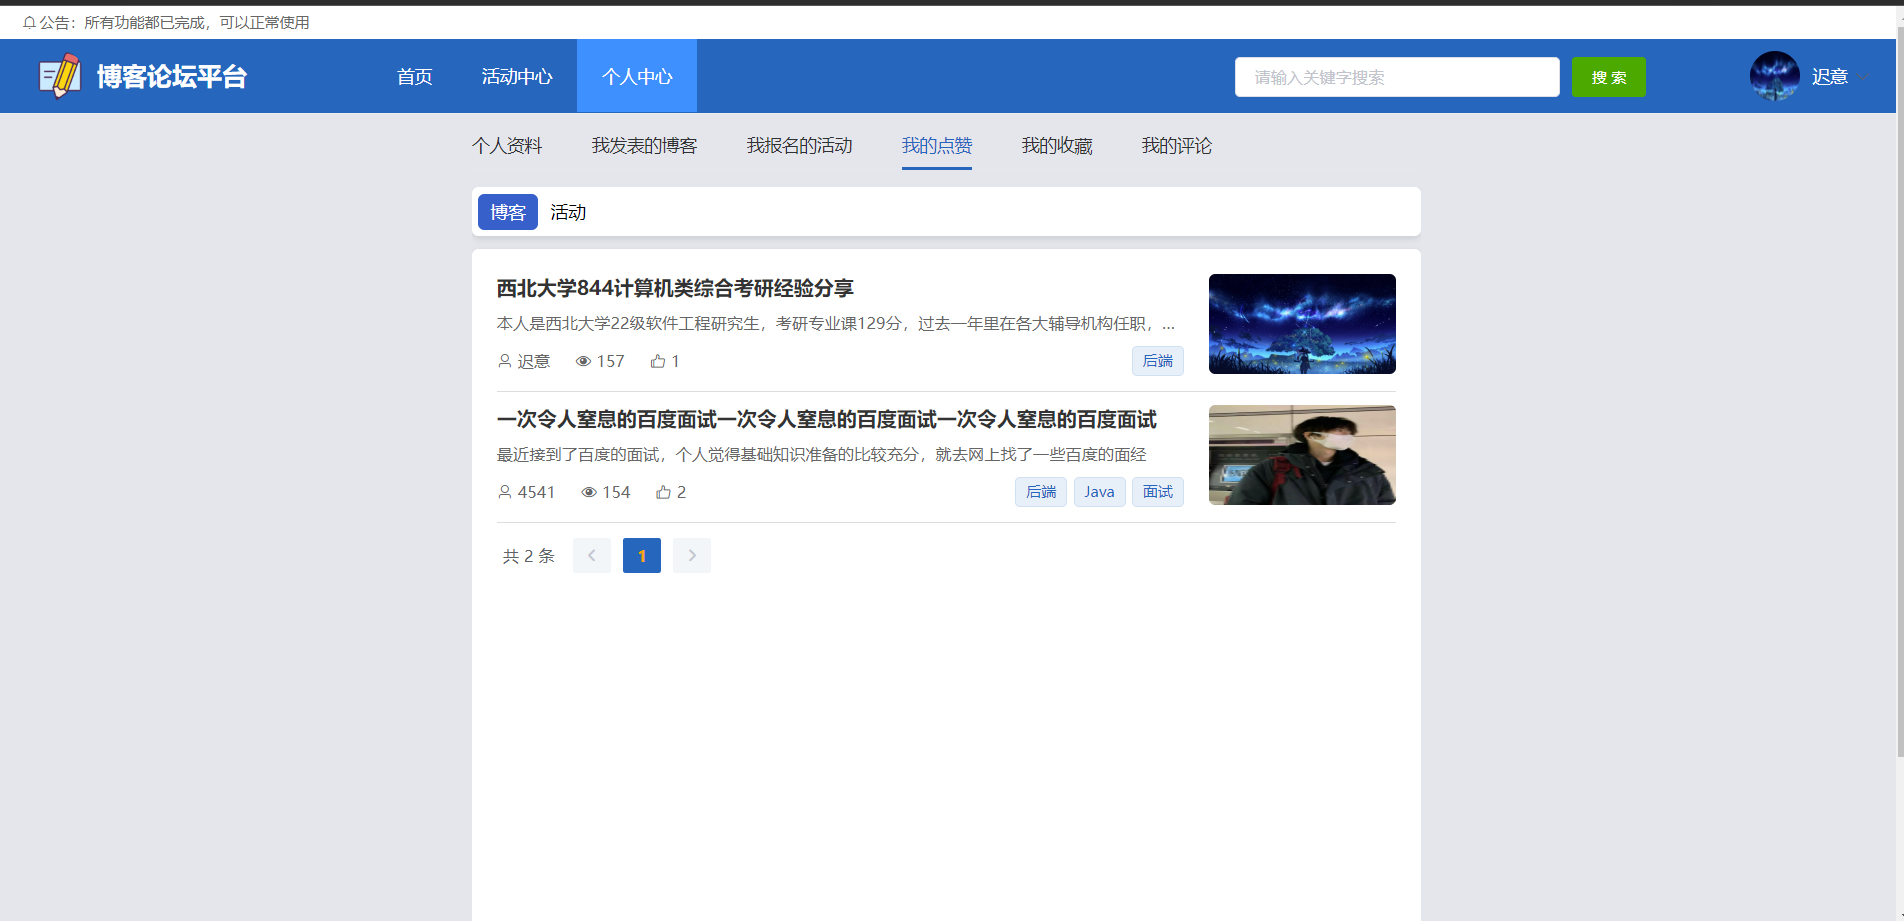 公告：所有功能都已完成，可以正常使用
博客论坛平台
首页 活动中心 个人中心
请输入关键字搜索
搜 索
迟意
个人资料 我发表的博客 我报名的活动 我的点赞 我的收藏 我的评论
博客 活动
西北大学844计算机类综合考研经验分享
本人是西北大学22级软件工程研究生，考研专业课129分，过去一年里在各大辅导机构任职，...
迟意 157 1 后端
一次令人窒息的百度面试一次令人窒息的百度面试一次令人窒息的百度面试
最近接到了百度的面试，个人觉得基础知识准备的比较充分，就去网上找了一些百度的面经
4541 154 2 后端 Java 面试
共 2 条 1